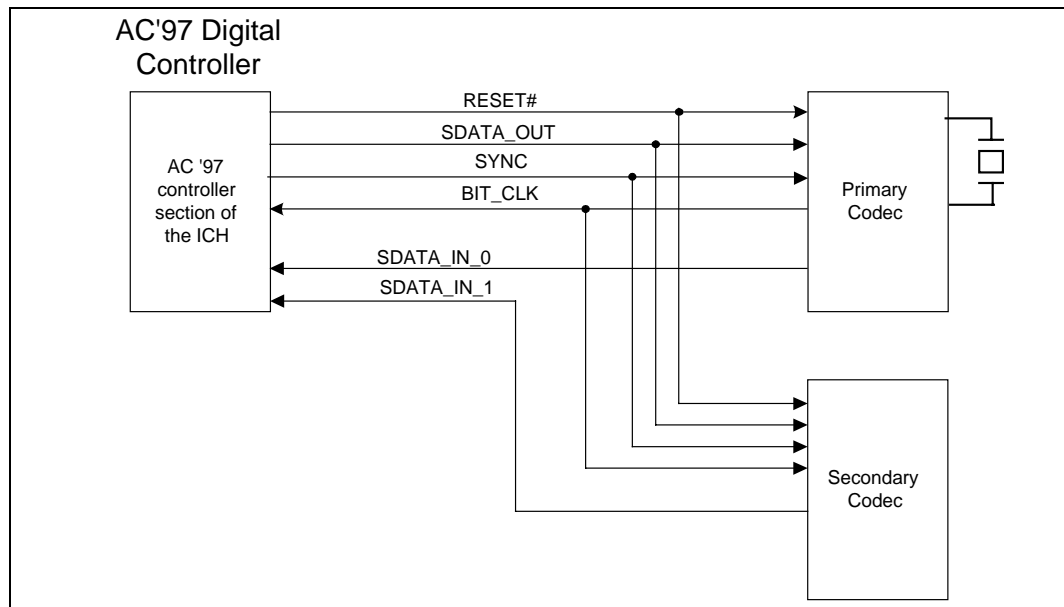 AC'97 Digital
Controller
AC '97
controller
section of
the ICH
RESET#
SDATA_OUT
SYNC
BIT_CLK
SDATA_IN_0
SDATA_IN_1
Primary
Codec
Secondary
Codec